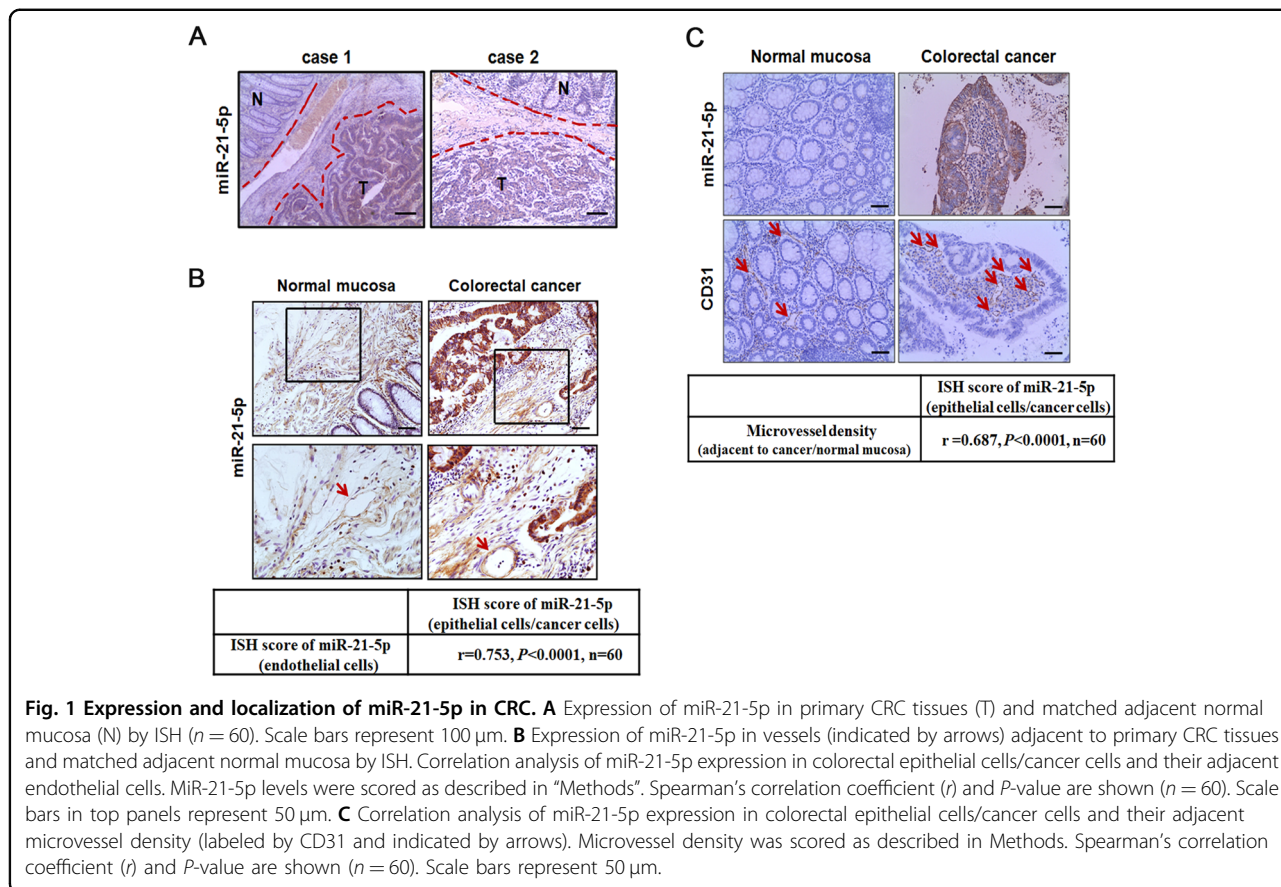 A
case 1
case 2
miR-21-5p
N
T
N
T
B
Normal mucosa
Colorectal cancer
miR-21-5p
ISH score of miR-21-5p
(epithelial cells/cancer cells)
ISH score of miR-21-5p
(endothelial cells)
r=0.753, P<0.0001, n=60
C
Normal mucosa
Colorectal cancer
miR-21-5p
CD31
ISH score of miR-21-5p
(epithelial cells/cancer cells)
Microvessel density
(adjacent to cancer/normal mucosa)
r =0.687, P<0.0001, n=60
Fig. 1 Expression and localization of miR-21-5p in CRC. A Expression of miR-21-5p in primary CRC tissues (T) and matched adjacent normal
mucosa (N) by ISH (n = 60). Scale bars represent 100 μm. B Expression of miR-21-5p in vessels (indicated by arrows) adjacent to primary CRC tissues
and matched adjacent normal mucosa by ISH. Correlation analysis of miR-21-5p expression in colorectal epithelial cells/cancer cells and their adjacent
endothelial cells. MiR-21-5p levels were scored as described in “Methods”. Spearman’s correlation coefficient (r) and P-value are shown (n = 60). Scale
bars in top panels represent 50 μm. C Correlation analysis of miR-21-5p expression in colorectal epithelial cells/cancer cells and their adjacent
microvessel density (labeled by CD31 and indicated by arrows). Microvessel density was scored as described in Methods. Spearman’s correlation
coefficient (r) and P-value are shown (n = 60). Scale bars represent 50 μm.